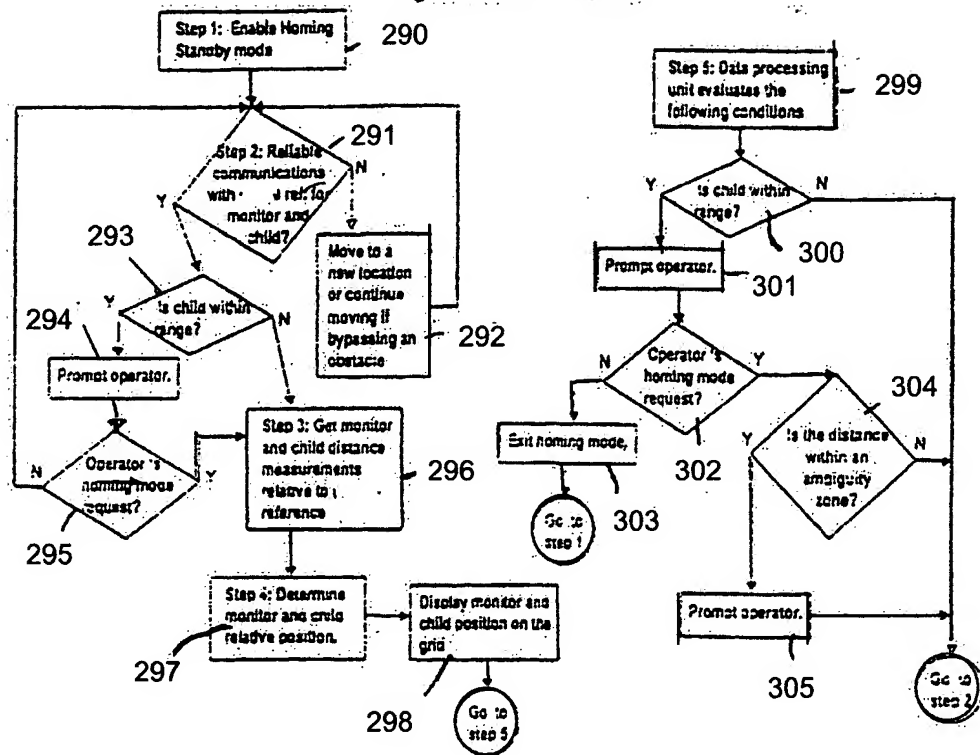 Step 1: Enable Homing
Standby mode
290
291
Step 2: Reliable
communications
with
monitor and
child?
Y
N
Move to a
new location
or continue
moving if
bypassing an
obstacle
292
293
Is child within
range?
Y
N
294
Prompt operator.
Operator's
homing mode
request?
N
Y
295
Step 3: Get monitor
and child distance
measurements
relative to
reference
296
Step 4: Determine
monitor and child
relative position.
297
Display monitor and
child position on the
grid
298
Go to
step 5
Step 5: Data processing
unit evaluates the
following conditions
299
Is child within
range?
Y
N
300
Prompt operator.
301
Operator's
homing mode
request?
N
Y
302
Exit homing mode,
303
Go to
step 1
304
Is the distance
within an
ambiguity
zone?
Y
N
Prompt operator.
305
Go to
step 2